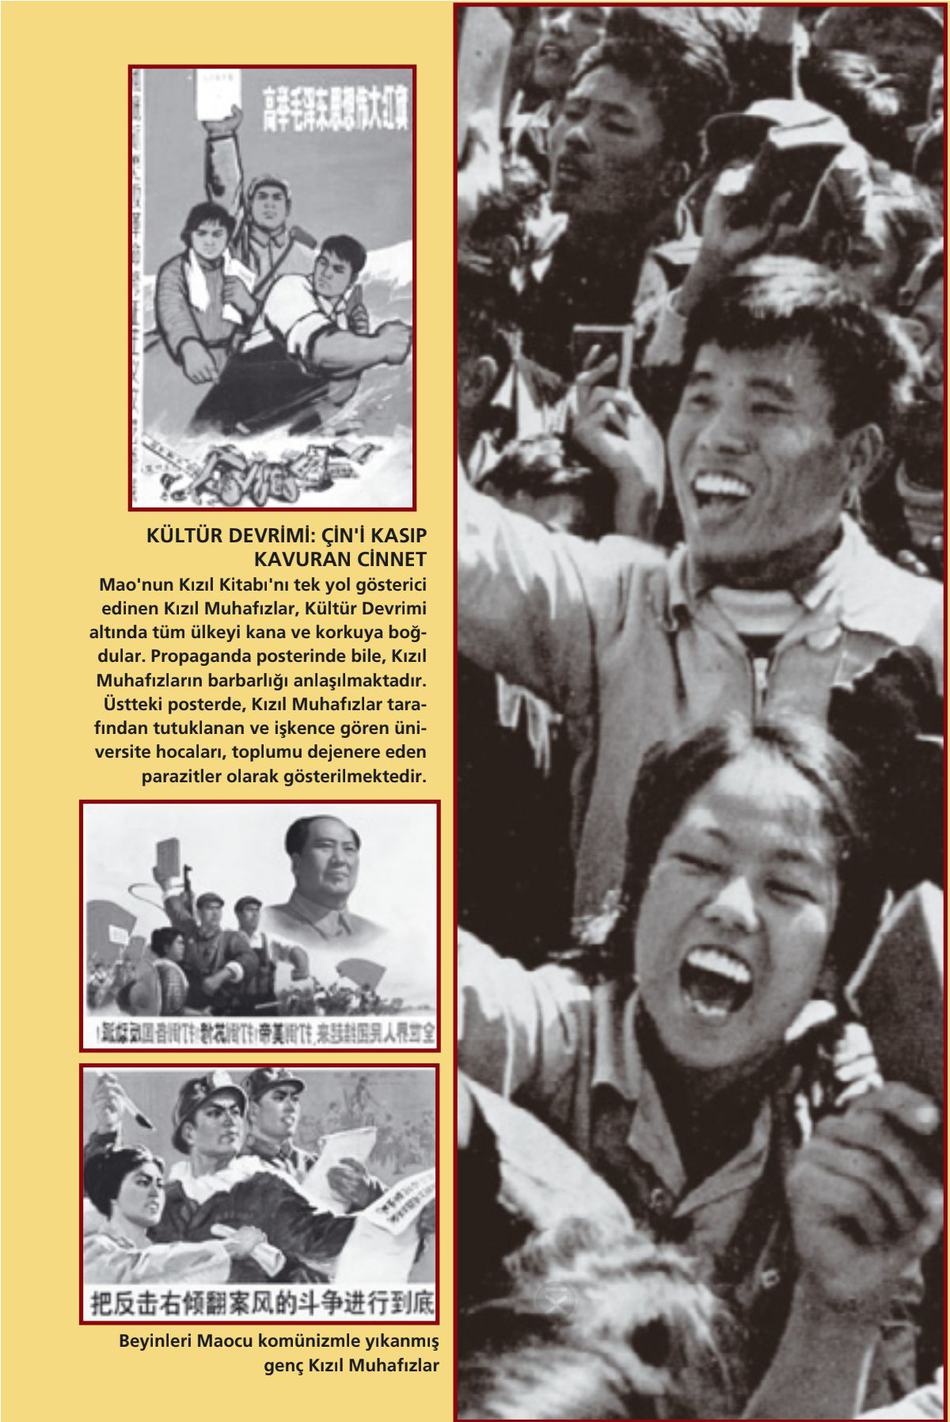 高举毛泽东思想伟大红旗
KÜLTÜR DEVRİMİ: ÇİN'İ KASIP
KAVURAN CİNNET
Mao'nun Kızıl Kitabı'nı tek yol gösterici
edinen Kızıl Muhafızlar, Kültür Devrimi
altında tüm ülkeyi kana ve korkuya boğ-
dular. Propaganda posterinde bile, Kızıl
Muhafızların barbarlığı anlaşılmaktadır.
Üstteki posterde, Kızıl Muhafızlar tara-
fından tutuklanan ve işkence gören üni-
versite hocaları, toplumu dejenere eden
parazitler olarak gösterilmektedir.
把反击右倾翻案风的斗争进行到底
Beyinleri Maocu komünizmle yıkanmış
genç Kızıl Muhafızlar